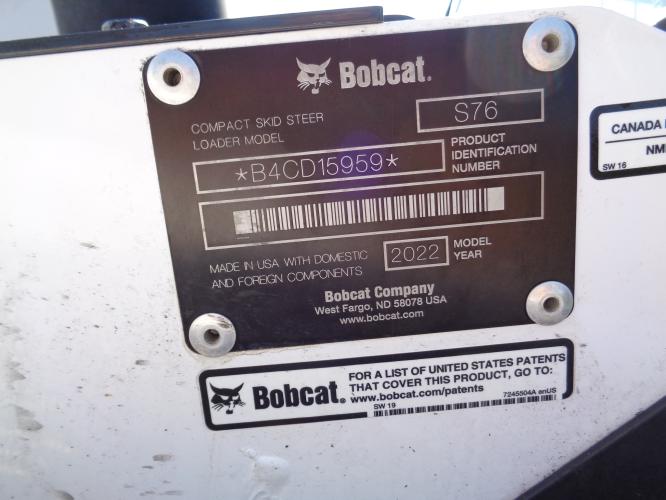 Bobcat.
COMPACT SKID STEER
LOADER MODEL
S76
*B4CD15959*
PRODUCT
IDENTIFICATION
NUMBER
MADE IN USA WITH DOMESTIC
AND FOREIGN COMPONENTS
2022
MODEL
YEAR
Bobcat Company
West Fargo, ND 58078 USA
www.bobcat.com
CANADA
NM
SW 16
Bobcat.
FOR A LIST OF UNITED STATES PATENTS
THAT COVER THIS PRODUCT, GO TO:
www.bobcat.com/patents
SW 19
7245504A enUS